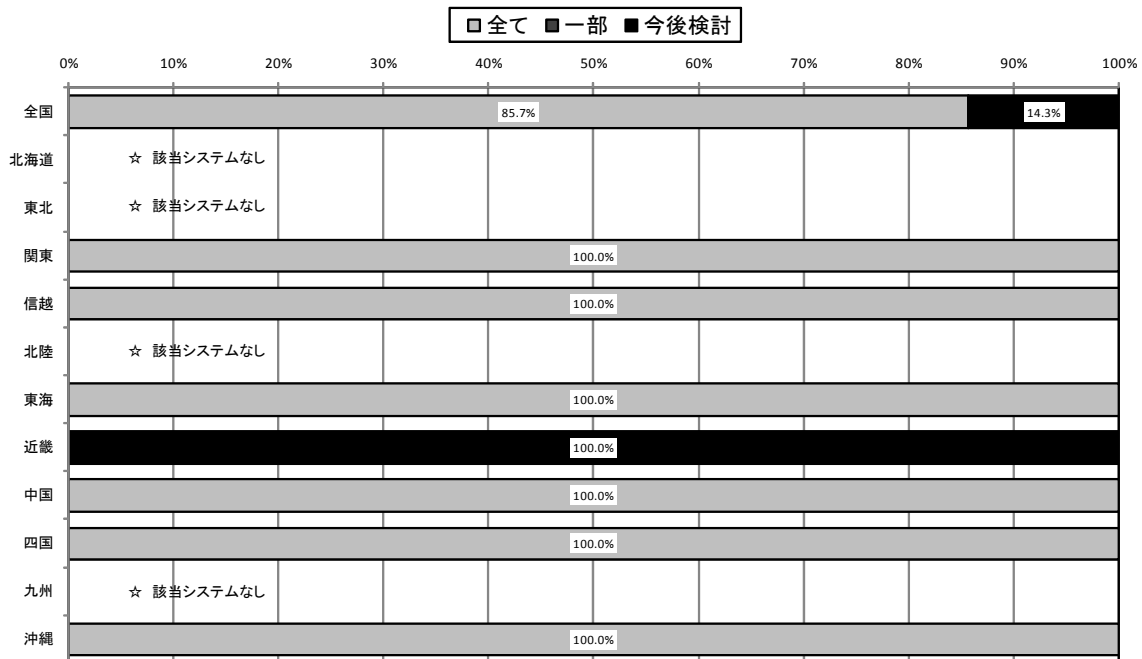 全て 一部 今後検討
0% 10% 20% 30% 40% 50% 60% 70% 80% 90% 100%
全国 85.7% 14.3%
北海道 ☆ 該当システムなし
東北 ☆ 該当システムなし
関東 100.0%
信越 100.0%
北陸 ☆ 該当システムなし
東海 100.0%
近畿 100.0%
中国 100.0%
四国 100.0%
九州 ☆ 該当システムなし
沖縄 100.0%